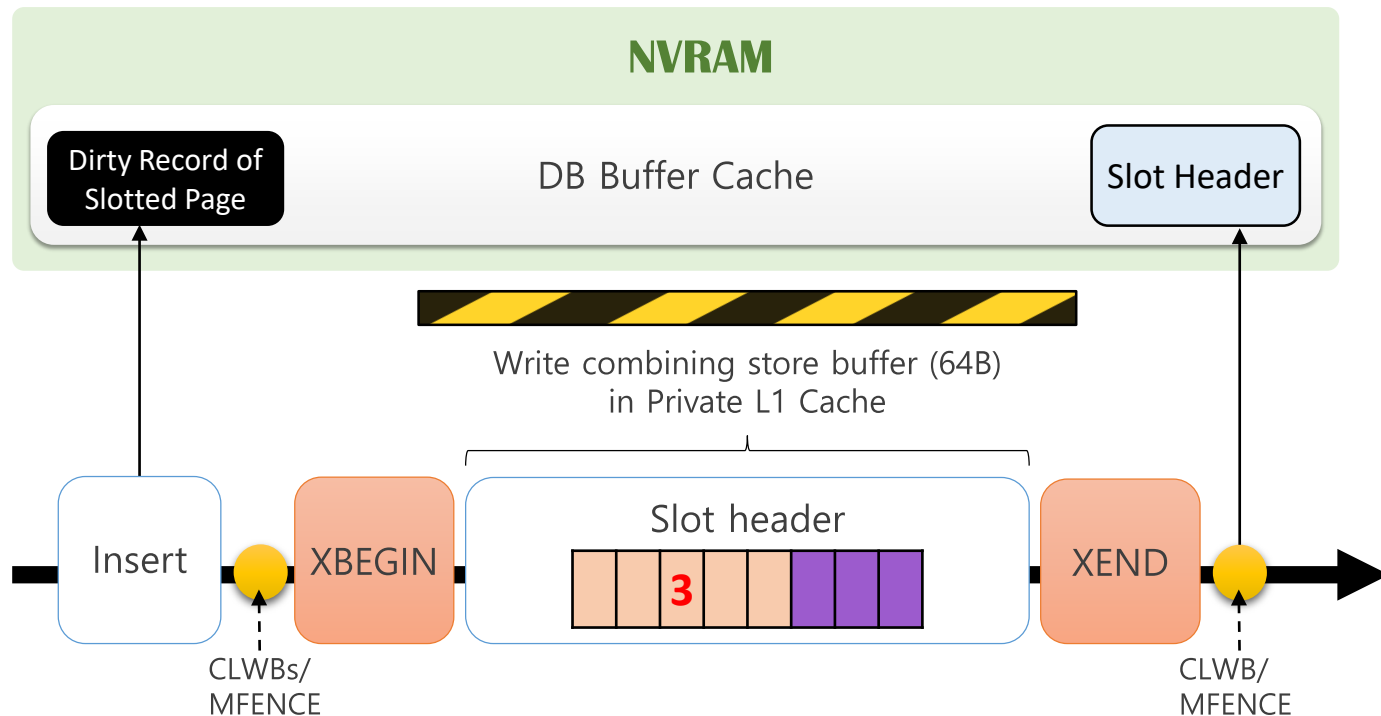 NVRAM
Dirty Record of
Slotted Page
DB Buffer Cache
Slot Header
Write combining store buffer (64B)
in Private L1 Cache
Insert
XBEGIN
Slot header
3
XEND
CLWBs/
MFENCE
CLWB/
MFENCE